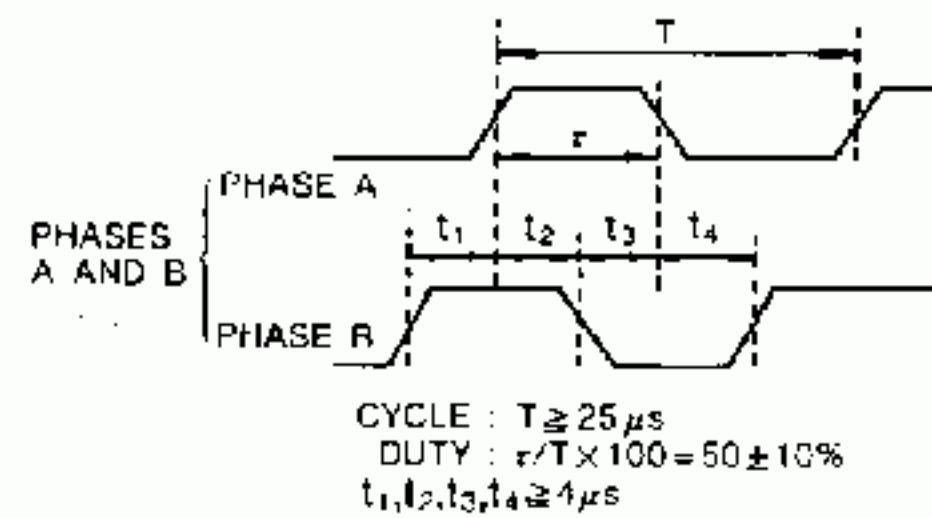 T
τ
PHASE A
t₁ t₂ t₃ t₄
PHASES
A AND B
PHASE B
CYCLE : T ≧ 25 μs
DUTY : τ/T × 100 = 50 ± 10%
t₁, t₂, t₃, t₄ ≧ 4 μs